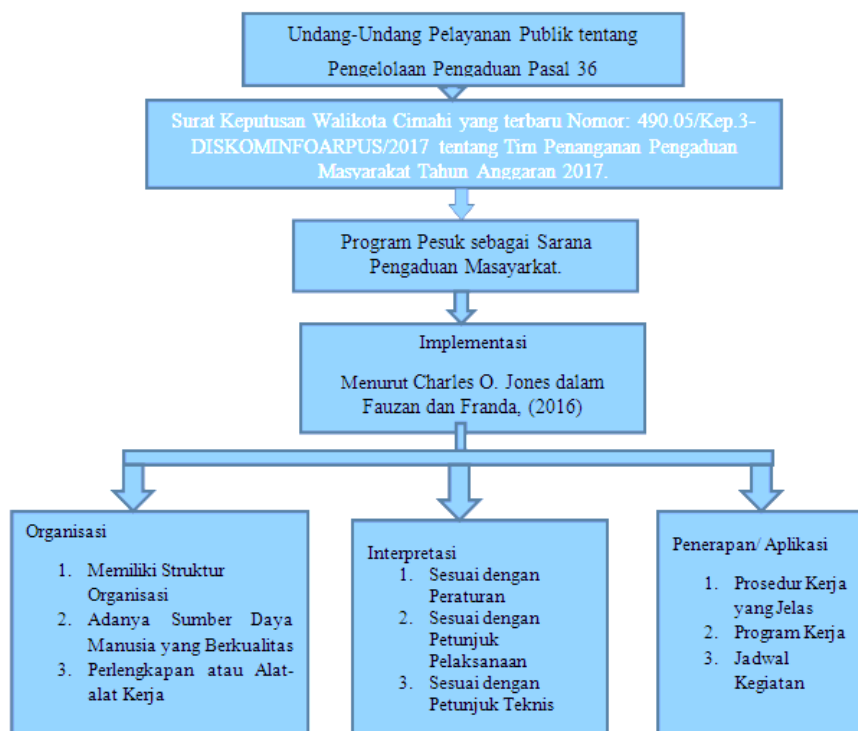 Undang-Undang Pelayanan Publik tentang
Pengelolaan Pengaduan Pasal 36
Surat Keputusan Walikota Cimahi yang terbaru Nomor: 490.05/Kep.3-
DISKOMINFOARPUS/2017 tentang Tim Penanganan Pengaduan
Masyarakat Tahun Anggaran 2017.
Program Pesuk sebagai Sarana
Pengaduan Masayarkat.
Implementasi
Menurut Charles O. Jones dalam
Fauzan dan Franda, (2016)
Organisasi
1. Memiliki Struktur
Organisasi
2. Adanya Sumber Daya
Manusia yang Berkualitas
3. Perlengkapan atau Alat-
alat Kerja
Interpretasi
1. Sesuai dengan
Peraturan
2. Sesuai dengan
Petunjuk
Pelaksanaan
3. Sesuai dengan
Petunjuk Teknis
Penerapan/ Aplikasi
1. Prosedur Kerja
yang Jelas
2. Program Kerja
3. Jadwal
Kegiatan